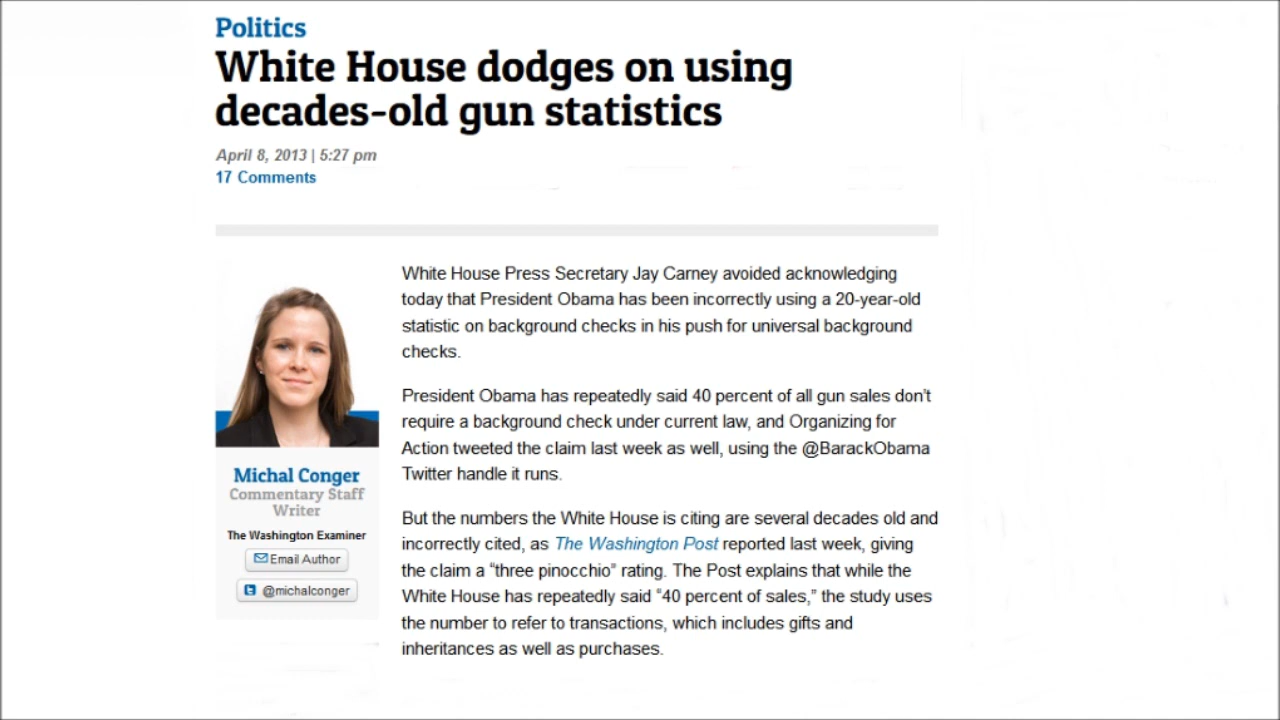 Politics
White House dodges on using
decades-old gun statistics
April 8, 2013 | 5:27 pm
17 Comments
White House Press Secretary Jay Carney avoided acknowledging
today that President Obama has been incorrectly using a 20-year-old
statistic on background checks in his push for universal background
checks.
President Obama has repeatedly said 40 percent of all gun sales don't
require a background check under current law, and Organizing for
Action tweeted the claim last week as well, using the @BarackObama
Twitter handle it runs.
But the numbers the White House is citing are several decades old and
incorrectly cited, as The Washington Post reported last week, giving
the claim a “three pinocchio” rating. The Post explains that while the
White House has repeatedly said “40 percent of sales,” the study uses
the number to refer to transactions, which includes gifts and
inheritances as well as purchases.
Michal Conger
Commentary Staff
Writer
The Washington Examiner
Email Author
@michalconger